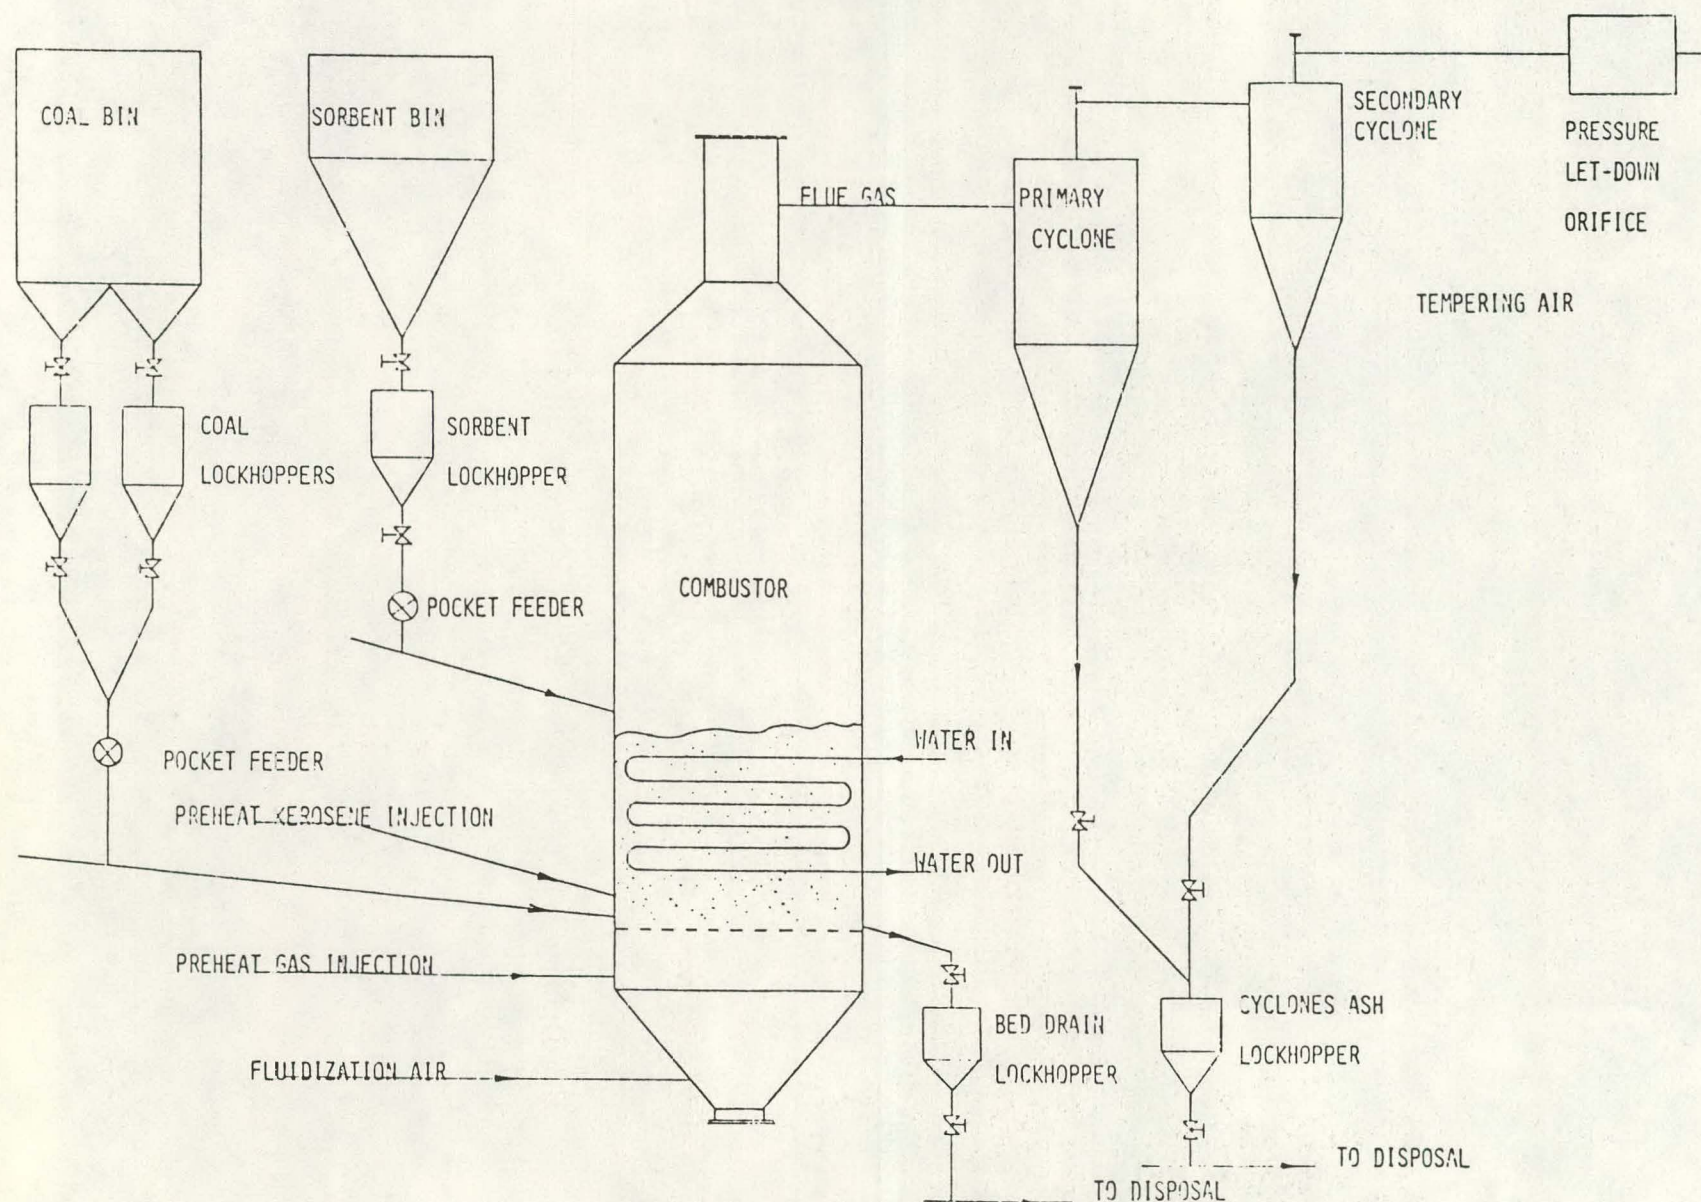 COAL BIN
SORBENT BIN
SECONDARY
CYCLONE
PRESSURE
LET-DOWN
ORIFICE
FLUE GAS
PRIMARY
CYCLONE
TEMPERING AIR
COAL
LOCKHOPPERS
SORBENT
LOCKHOPPER
COMBUSTOR
POCKET FEEDER
WATER IN
POCKET FEEDER
PREHEAT KEROSENE INJECTION
WATER OUT
PREHEAT GAS INJECTION
CYCLONES ASH
LOCKHOPPER
BED DRAIN
LOCKHOPPER
FLUIDIZATION AIR
TO DISPOSAL
TO DISPOSAL